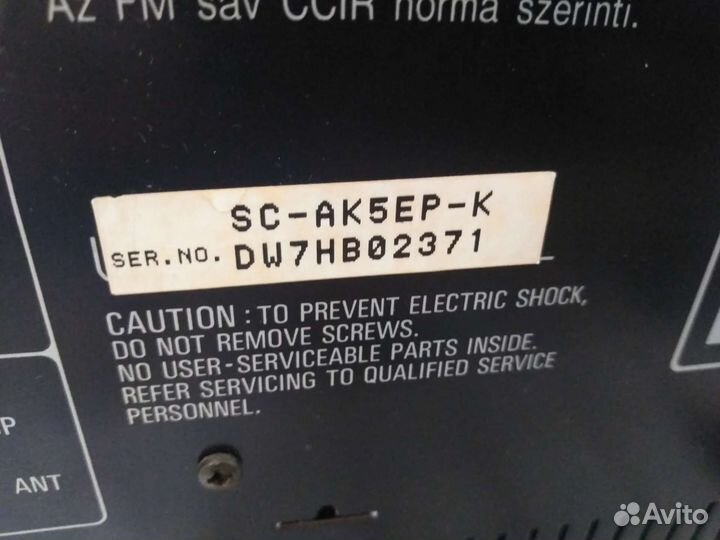 Az FM sáv CCIR norma szerinti.
SC-AK5EP-K
SER.NO. DW7HB02371
CAUTION : TO PREVENT ELECTRIC SHOCK,
DO NOT REMOVE SCREWS.
NO USER-SERVICEABLE PARTS INSIDE.
REFER SERVICING TO QUALIFIED SERVICE
PERSONNEL.
ANT
Avito